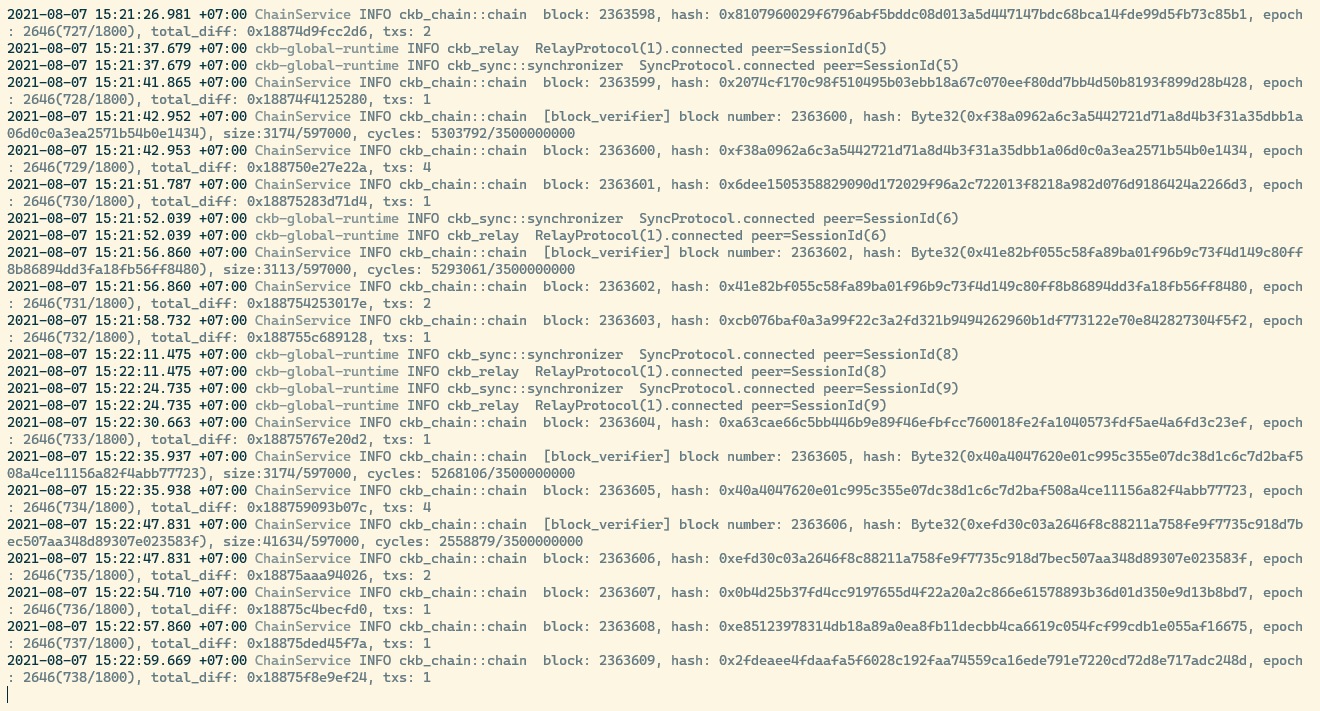 2021-08-07 15:21:26.981 +07:00 ChainService INFO ckb_chain::chain  block: 2363598, hash: 0x8107960029f6796abf5bddc08d013a5d447147bdc68bca14fde99d5fb73c85b1, epoch
: 2646(727/1800), total_diff: 0x18874d9fcc2d6, txs: 2
2021-08-07 15:21:37.679 +07:00 ckb-global-runtime INFO ckb_relay  RelayProtocol(1).connected peer=SessionId(5)
2021-08-07 15:21:37.679 +07:00 ckb-global-runtime INFO ckb_sync::synchronizer  SyncProtocol.connected peer=SessionId(5)
2021-08-07 15:21:41.865 +07:00 ChainService INFO ckb_chain::chain  block: 2363599, hash: 0x2074cf170c98f510495b03ebb18a67c070eef80dd7bb4d50b8193f899d28b428, epoch
: 2646(728/1800), total_diff: 0x18874f4125280, txs: 1
2021-08-07 15:21:42.952 +07:00 ChainService INFO ckb_chain::chain  [block_verifier] block number: 2363600, hash: Byte32(0xf38a0962a6c3a5442721d71a8d4b3f31a35dbb1a
06d0c0a3ea2571b54b0e1434), size:3174/597000, cycles: 5303792/3500000000
2021-08-07 15:21:42.953 +07:00 ChainService INFO ckb_chain::chain  block: 2363600, hash: 0xf38a0962a6c3a5442721d71a8d4b3f31a35dbb1a06d0c0a3ea2571b54b0e1434, epoch
: 2646(729/1800), total_diff: 0x188750e27e22a, txs: 4
2021-08-07 15:21:51.787 +07:00 ChainService INFO ckb_chain::chain  block: 2363601, hash: 0x6dee1505358829090d172029f96a2c722013f8218a982d076d9186424a2266d3, epoch
: 2646(730/1800), total_diff: 0x18875283d71d4, txs: 1
2021-08-07 15:21:52.039 +07:00 ckb-global-runtime INFO ckb_sync::synchronizer  SyncProtocol.connected peer=SessionId(6)
2021-08-07 15:21:52.039 +07:00 ckb-global-runtime INFO ckb_relay  RelayProtocol(1).connected peer=SessionId(6)
2021-08-07 15:21:56.860 +07:00 ChainService INFO ckb_chain::chain  [block_verifier] block number: 2363602, hash: Byte32(0x41e82bf055c58fa89ba01f96b9c73f4d149c80ff
8b86894dd3fa18fb56ff8480), size:3113/597000, cycles: 5293061/3500000000
2021-08-07 15:21:56.860 +07:00 ChainService INFO ckb_chain::chain  block: 2363602, hash: 0x41e82bf055c58fa89ba01f96b9c73f4d149c80ff8b86894dd3fa18fb56ff8480, epoch
: 2646(731/1800), total_diff: 0x188754253017e, txs: 2
2021-08-07 15:21:58.732 +07:00 ChainService INFO ckb_chain::chain  block: 2363603, hash: 0xcb076baf0a3a99f22c3a2fd321b9494262960b1df773122e70e842827304f5f2, epoch
: 2646(732/1800), total_diff: 0x188755c689128, txs: 1
2021-08-07 15:22:11.475 +07:00 ckb-global-runtime INFO ckb_sync::synchronizer  SyncProtocol.connected peer=SessionId(8)
2021-08-07 15:22:11.475 +07:00 ckb-global-runtime INFO ckb_relay  RelayProtocol(1).connected peer=SessionId(8)
2021-08-07 15:22:24.735 +07:00 ckb-global-runtime INFO ckb_sync::synchronizer  SyncProtocol.connected peer=SessionId(9)
2021-08-07 15:22:24.735 +07:00 ckb-global-runtime INFO ckb_relay  RelayProtocol(1).connected peer=SessionId(9)
2021-08-07 15:22:30.663 +07:00 ChainService INFO ckb_chain::chain  block: 2363604, hash: 0xa63cae66c5bb446b9e89f46efbfcc760018fe2fa1040573fdf5ae4a6fd3c23ef, epoch
: 2646(733/1800), total_diff: 0x18875767e20d2, txs: 1
2021-08-07 15:22:35.937 +07:00 ChainService INFO ckb_chain::chain  [block_verifier] block number: 2363605, hash: Byte32(0x40a4047620e01c995c355e07dc38d1c6c7d2baf5
08a4ce11156a82f4abb77723), size:3174/597000, cycles: 5268106/3500000000
2021-08-07 15:22:35.938 +07:00 ChainService INFO ckb_chain::chain  block: 2363605, hash: 0x40a4047620e01c995c355e07dc38d1c6c7d2baf508a4ce11156a82f4abb77723, epoch
: 2646(734/1800), total_diff: 0x188759093b07c, txs: 4
2021-08-07 15:22:47.831 +07:00 ChainService INFO ckb_chain::chain  [block_verifier] block number: 2363606, hash: Byte32(0xefd30c03a2646f8c88211a758fe9f7735c918d7b
ec507aa348d89307e023583f), size:41634/597000, cycles: 2558879/3500000000
2021-08-07 15:22:47.831 +07:00 ChainService INFO ckb_chain::chain  block: 2363606, hash: 0xefd30c03a2646f8c88211a758fe9f7735c918d7bec507aa348d89307e023583f, epoch
: 2646(735/1800), total_diff: 0x18875aaa94026, txs: 2
2021-08-07 15:22:54.710 +07:00 ChainService INFO ckb_chain::chain  block: 2363607, hash: 0x0b4d25b37fd4cc9197655d4f22a20a2c866e61578893b36d01d350e9d13b8bd7, epoch
: 2646(736/1800), total_diff: 0x18875c4becfd0, txs: 1
2021-08-07 15:22:57.860 +07:00 ChainService INFO ckb_chain::chain  block: 2363608, hash: 0xe85123978314db18a89a0ea8fb11decbb4ca6619c054fcf99cdb1e055af16675, epoch
: 2646(737/1800), total_diff: 0x18875ded45f7a, txs: 1
2021-08-07 15:22:59.669 +07:00 ChainService INFO ckb_chain::chain  block: 2363609, hash: 0x2fdeaee4fdaafa5f6028c192faa74559ca16ede791e7220cd72d8e717adc248d, epoch
: 2646(738/1800), total_diff: 0x18875f8e9ef24, txs: 1